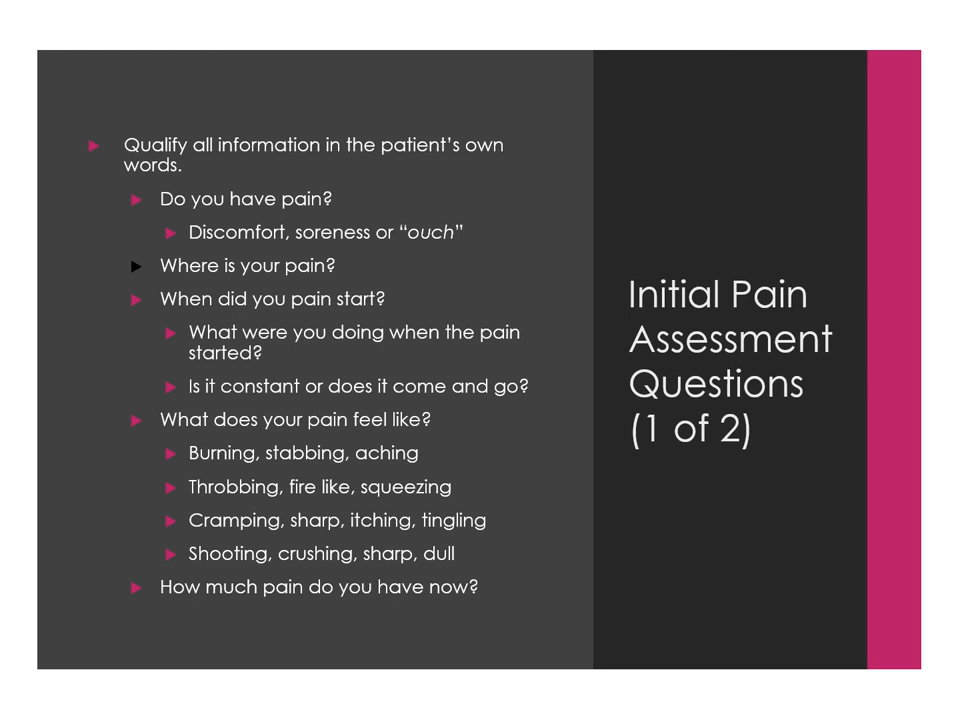 Qualify all information in the patient's own
words.
Do you have pain?
Discomfort, soreness or “ouch”
Where is your pain?
When did you pain start?
What were you doing when the pain
started?
Is it constant or does it come and go?
What does your pain feel like?
Burning, stabbing, aching
Throbbing, fire like, squeezing
Cramping, sharp, itching, tingling
Shooting, crushing, sharp, dull
How much pain do you have now?
Initial Pain
Assessment
Questions
(1 of 2)